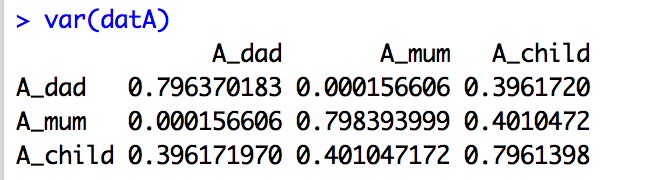 > var(datA)
A_dad A_mum A_child
A_dad 0.796370183 0.000156606 0.3961720
A_mum 0.000156606 0.798393999 0.4010472
A_child 0.396171970 0.401047172 0.7961398